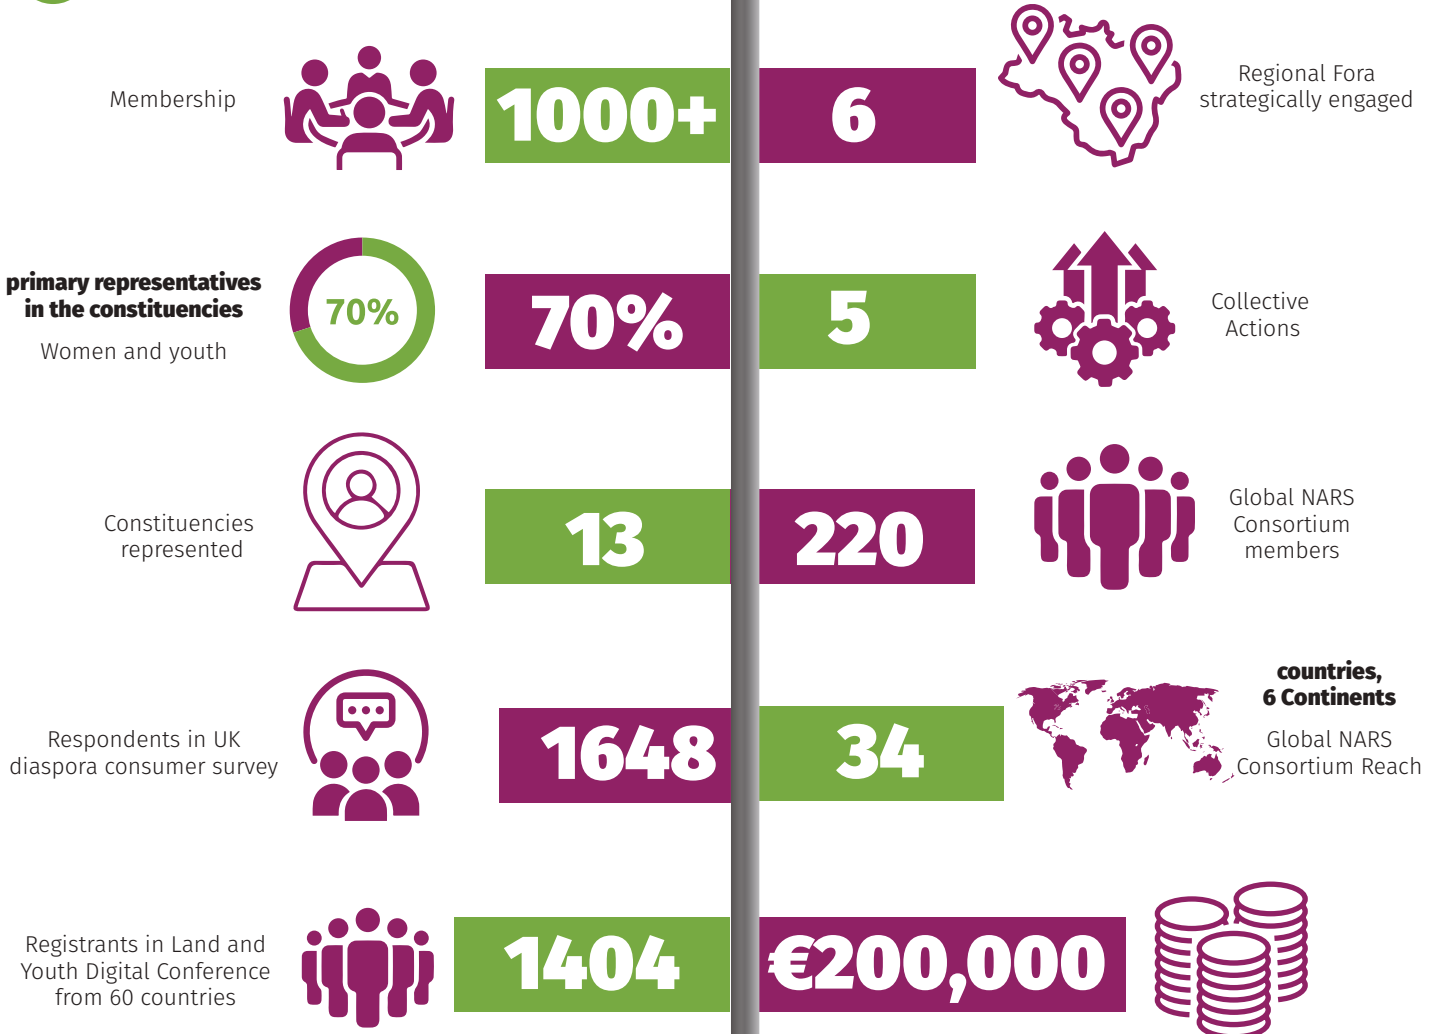 Membership
1000+
6
Regional Fora
strategically engaged
primary representatives
in the constituencies
Women and youth
70%
70%
5
Collective
Actions
Constituencies
represented
13
220
Global NARS
Consortium
members
Respondents in UK
diaspora consumer survey
1648
34
countries,
6 Continents
Global NARS
Consortium Reach
Registrants in Land and
Youth Digital Conference
from 60 countries
1404
€200,000